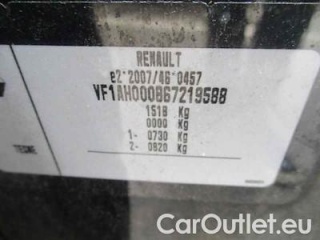 RENAULT
e2*2007/46*0457
VF1AH000867219588
1518 Kg
0000 Kg
1- 0730 Kg
2- 0820 Kg
CarOutlet.eu